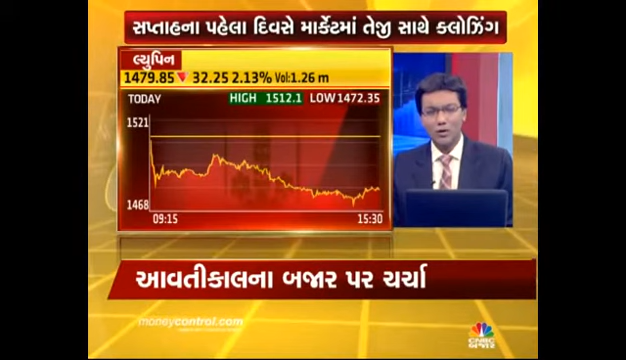 સપ્તાહના પહેલા દિવસે માર્કેટમાં તેજી સાથે ક્લોઝિંગ
લ્યુપિન
1479.85 32.25 2.13% Vol:1.26 m
TODAY HIGH 1512.1 LOW 1472.35
1521
1468
09:15 15:30
આવતીકાલના બજાર પર ચર્ચા
moneycontrol.com
CNBC
બજાર